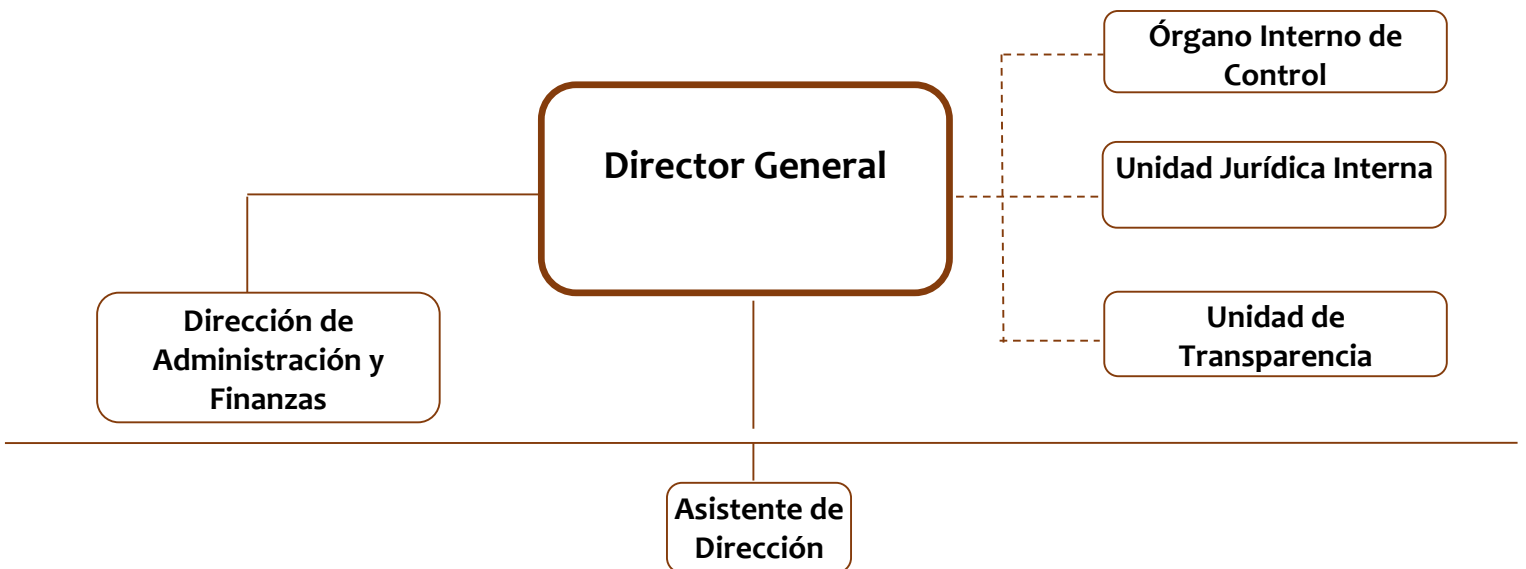 Órgano Interno de
Control
Director General
Unidad Jurídica Interna
Dirección de
Administración y
Finanzas
Unidad de
Transparencia
Asistente de
Dirección